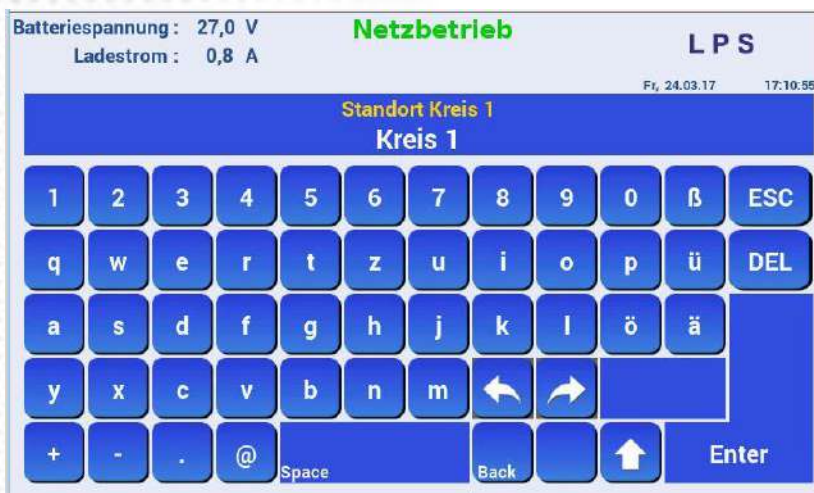 Batteriespannung : 27,0 V
Ladestrom : 0,8 A
Netzbetrieb
LPS
Fr, 24.03.17 17:10:55
Standort Kreis 1
Kreis 1
1 2 3 4 5 6 7 8 9 0 ß ESC
q w e r t z u i o p ü DEL
a s d f g h j k l ö ä
y x c v b n m
+ - . @ Space Back Enter